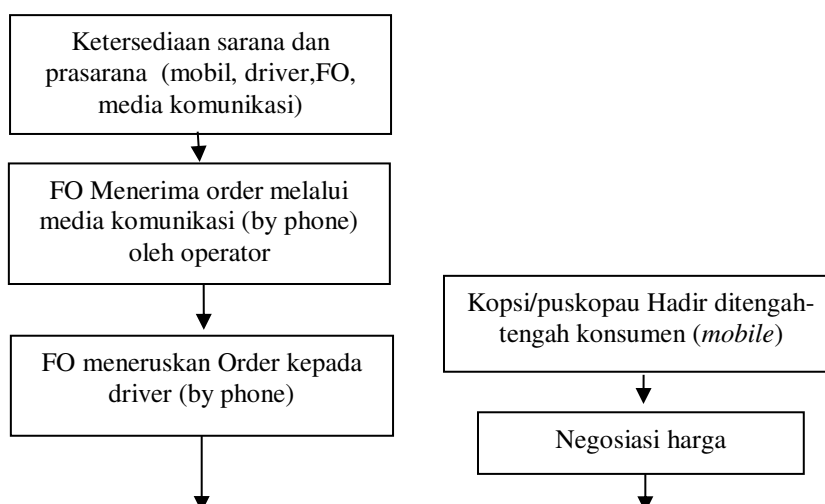 Ketersediaan sarana dan
prasarana  (mobil, driver,FO,
media komunikasi)
FO Menerima order melalui
media komunikasi (by phone)
oleh operator
FO meneruskan Order kepada
driver (by phone)
Kopsi/puskopau Hadir ditengah-
tengah konsumen (mobile)
Negosiasi harga